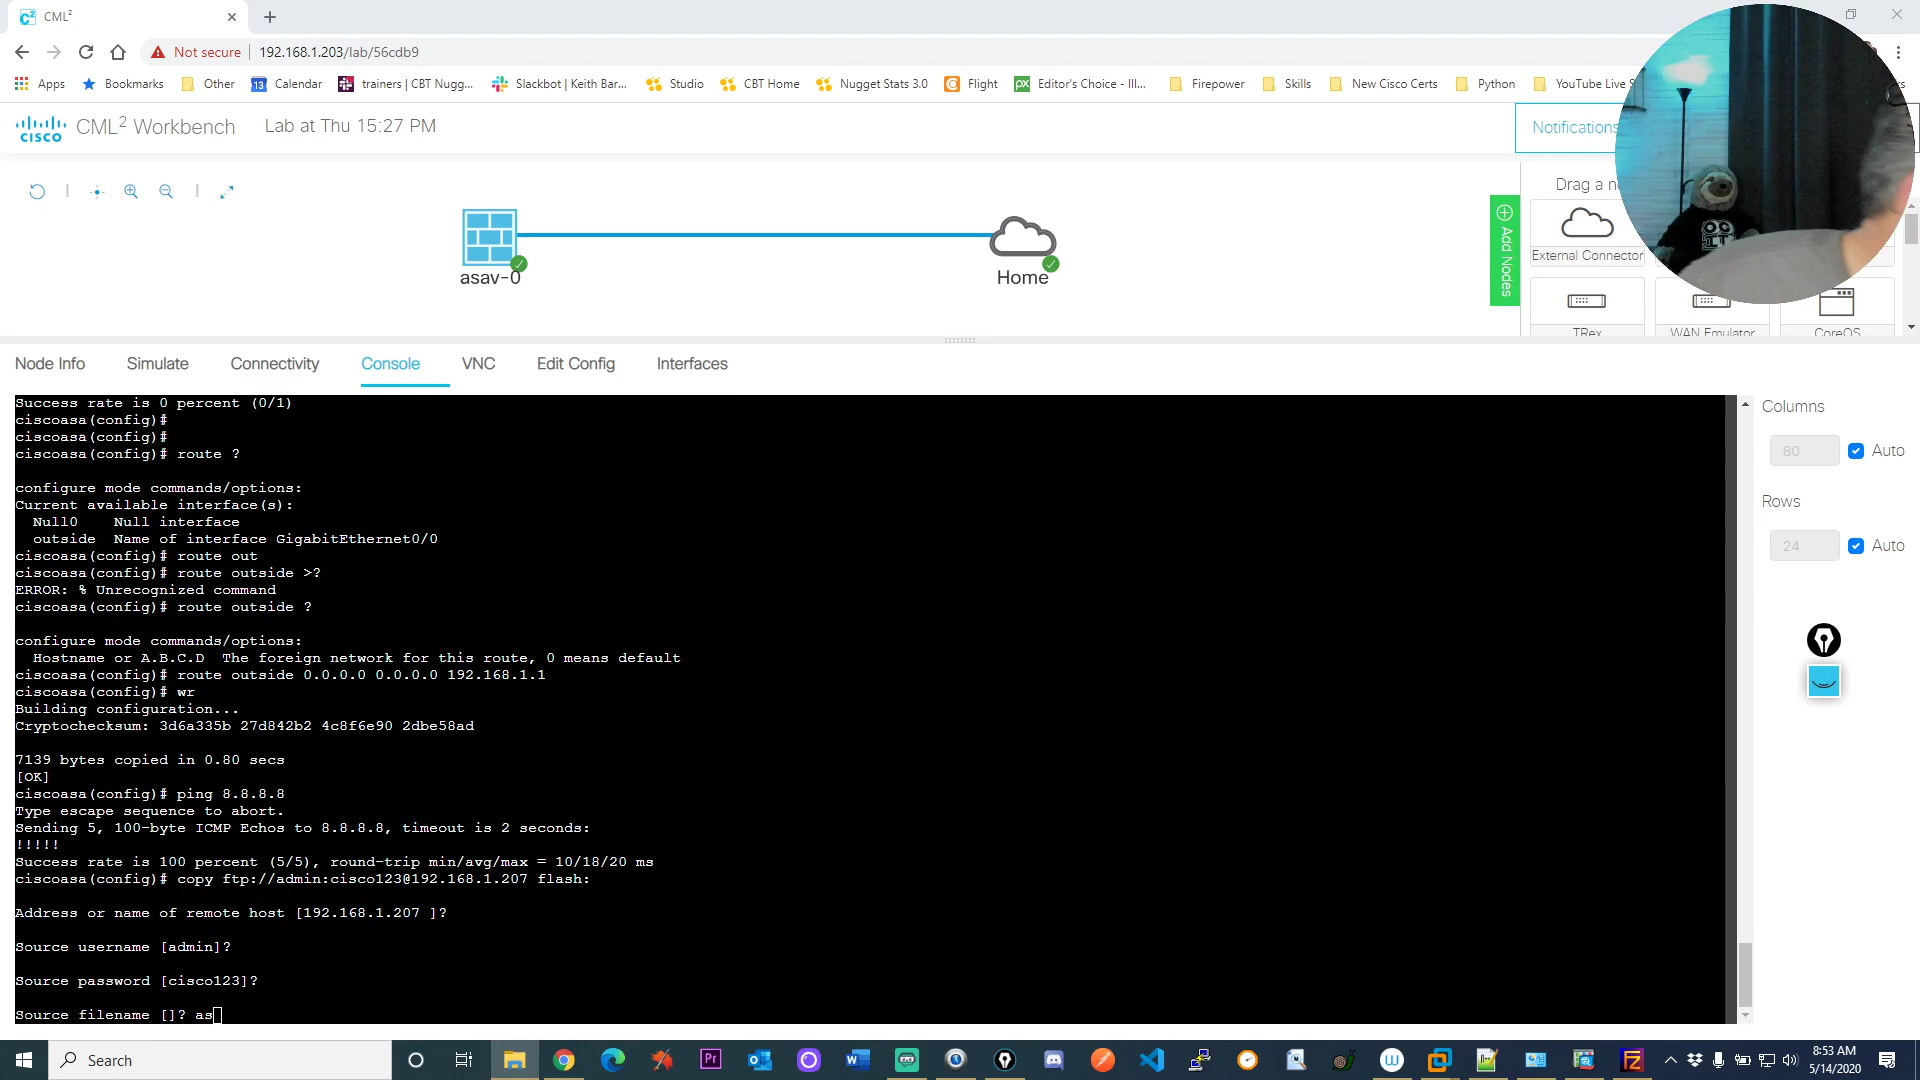 CML²
Not secure
192.168.1.203/lab/56cdb9
Apps
Bookmarks
Other
13
Calendar
trainers | CBT Nugg...
Slackbot | Keith Bar...
Studio
CBT Home
Nugget Stats 3.0
Flight
px
Editor's Choice - Ill...
Firepower
Skills
New Cisco Certs
Python
YouTube Live S
CISCO
CML² Workbench
Lab at Thu 15:27 PM
Notifications
asav-0
Home
Add Nodes
Drag a n
External Connector
TRex
WAN Emulator
CoreOS
Node Info
Simulate
Connectivity
Console
VNC
Edit Config
Interfaces
Success rate is 0 percent (0/1)
ciscoasa(config)#
ciscoasa(config)#
ciscoasa(config)# route ?
configure mode commands/options:
Current available interface(s):
Null0    Null interface
outside  Name of interface GigabitEthernet0/0
ciscoasa(config)# route out
ciscoasa(config)# route outside >?
ERROR: % Unrecognized command
ciscoasa(config)# route outside ?
configure mode commands/options:
Hostname or A.B.C.D  The foreign network for this route, 0 means default
ciscoasa(config)# route outside 0.0.0.0 0.0.0.0 192.168.1.1
ciscoasa(config)# wr
Building configuration...
Cryptochecksum: 3d6a335b 27d842b2 4c8f6e90 2dbe58ad
7139 bytes copied in 0.80 secs
[OK]
ciscoasa(config)# ping 8.8.8.8
Type escape sequence to abort.
Sending 5, 100-byte ICMP Echos to 8.8.8.8, timeout is 2 seconds:
!!!!!
Success rate is 100 percent (5/5), round-trip min/avg/max = 10/18/20 ms
ciscoasa(config)# copy ftp://admin:cisco123@192.168.1.207 flash:
Address or name of remote host [192.168.1.207 ]?
Source username [admin]?
Source password [cisco123]?
Source filename []? as
Columns
80
Auto
Rows
24
Auto
Search
Pr
8:53 AM
5/14/2020